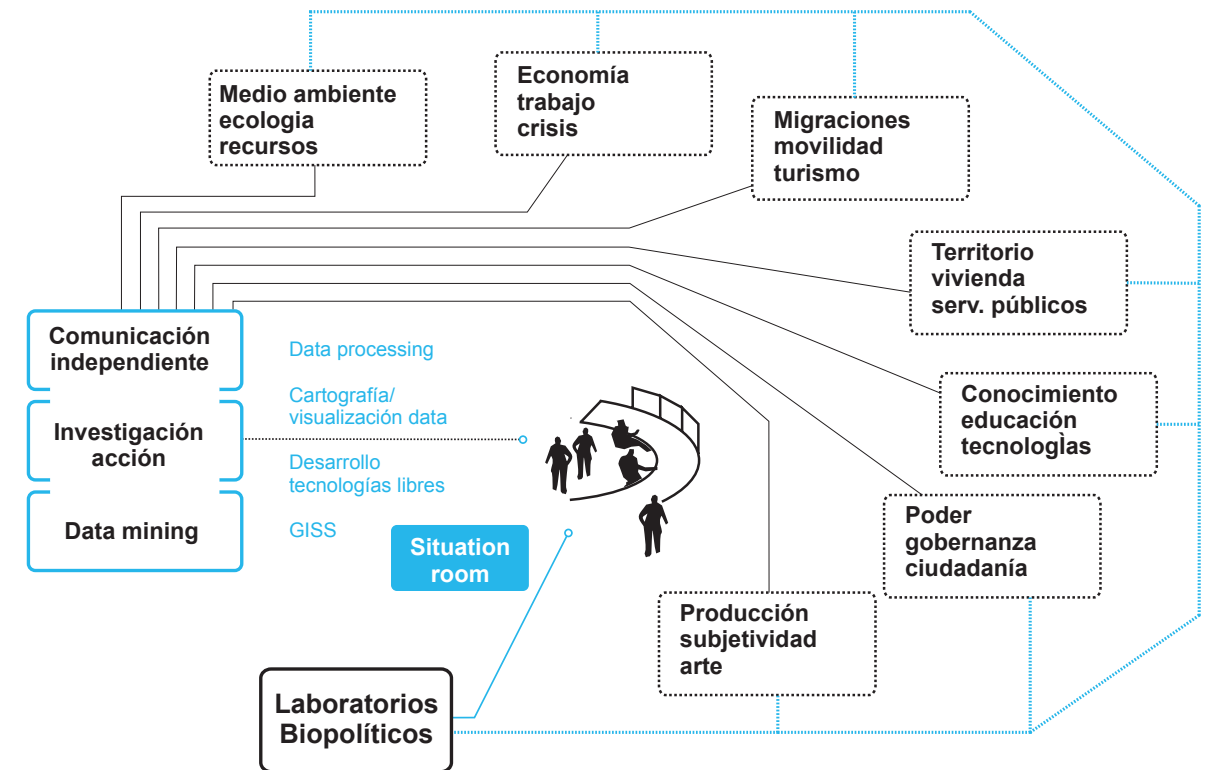 Medio ambiente
ecologia
recursos
Economía
trabajo
crisis
Migraciones
movilidad
turismo
Territorio
vivienda
serv. públicos
Comunicación
independiente
Investigación
acción
Data mining
Data processing
Cartografía/
visualización data
Desarrollo
tecnologías libres
GISS
Situation
room
Conocimiento
educación
tecnologÌas
Poder
gobernanza
ciudadanía
Producción
subjetividad
arte
Laboratorios
Biopolíticos